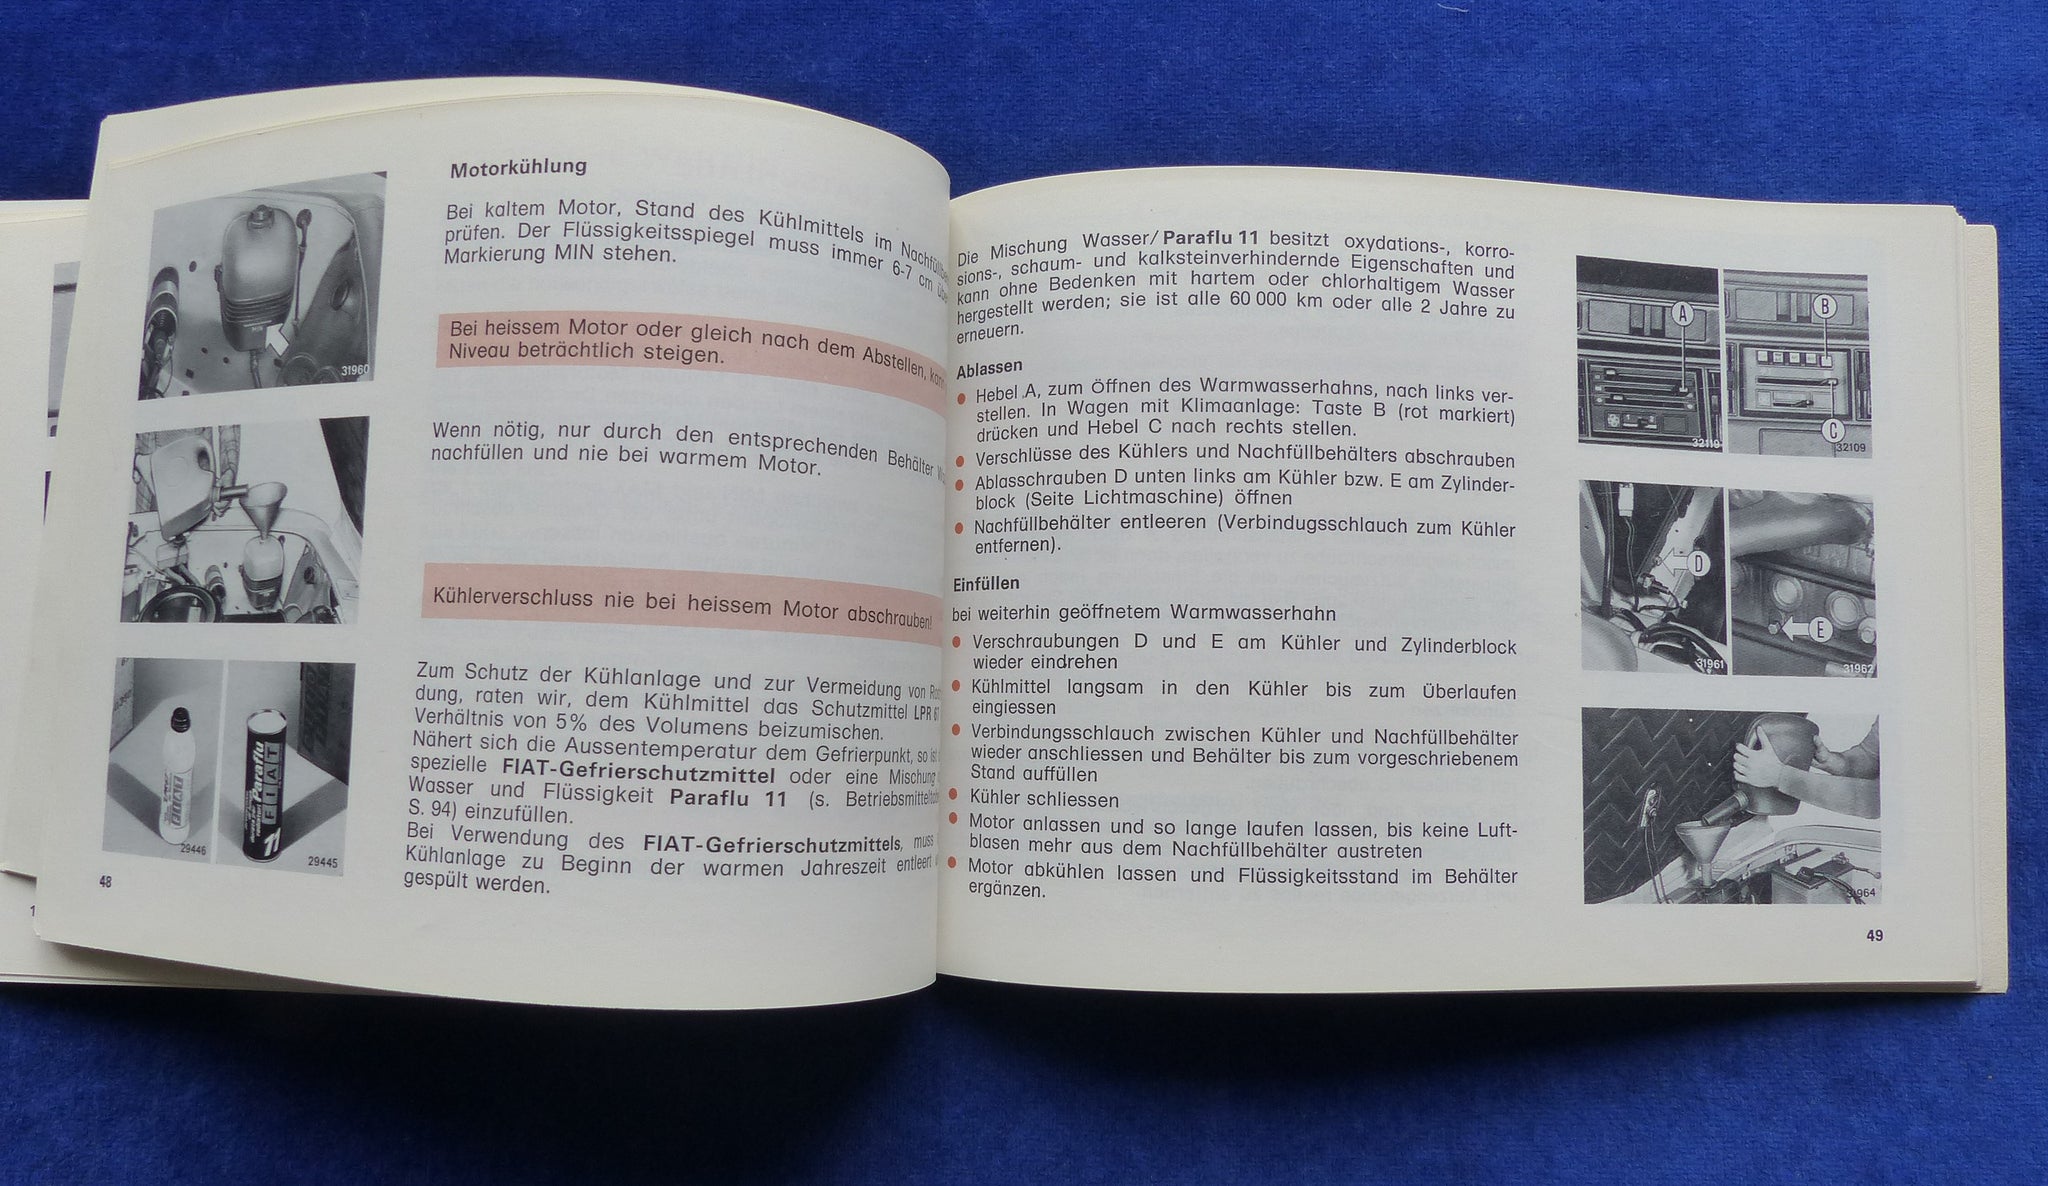 Motorkühlung
Bei kaltem Motor, Stand des Kühlmittels im
prüfen. Der Flüssigkeitsspiegel muss immer 6-7 cm
Markierung MIN stehen.
Bei heissem Motor oder gleich nach dem Abstellen,
Niveau beträchtlich steigen.
Wenn nötig, nur durch den entsprechenden Behälter
nachfüllen und nie bei warmem Motor.
Kühlerverschluss nie bei heissem Motor abschrauben!
Zum Schutz der Kühlanlage und zur Vermeidung von
dung, raten wir, dem Kühlmittel das Schutzmittel LPR 67
Verhältnis von 5% des Volumens beizumischen.
Nähert sich die Aussentemperatur dem Gefrierpunkt, so ist
spezielle FIAT-Gefrierschutzmittel oder eine Mischung
Wasser und Flüssigkeit Paraflu 11 (s.
S. 94) einzufüllen.
Bei Verwendung des FIAT-Gefrierschutzmittels, muss
Kühlanlage zu Beginn der warmen Jahreszeit entleert
gespült werden.
MIN
31960
29446
Paraflu
FIAT
11
29445
48
Die Mischung Wasser/Paraflu 11 besitzt oxydations-, korro-
sions-, schaum- und kalksteinverhindernde Eigenschaften und
kann ohne Bedenken mit hartem oder chlorhaltigem Wasser
hergestellt werden; sie ist alle 60 000 km oder alle 2 Jahre zu
erneuern.
Ablassen
Hebel A, zum Öffnen des Warmwasserhahns, nach links ver-
stellen. In Wagen mit Klimaanlage: Taste B (rot markiert)
drücken und Hebel C nach rechts stellen.
Verschlüsse des Kühlers und Nachfüllbehälters abschrauben
Ablasschrauben D unten links am Kühler bzw. E am Zylinder-
block (Seite Lichtmaschine) öffnen
Nachfüllbehälter entleeren (Verbindugsschlauch zum Kühler
entfernen).
Einfüllen
bei weiterhin geöffnetem Warmwasserhahn
Verschraubungen D und E am Kühler und Zylinderblock
wieder eindrehen
Kühlmittel langsam in den Kühler bis zum Überlaufen
eingiessen
Verbindungsschlauch zwischen Kühler und Nachfüllbehälter
wieder anschliessen und Behälter bis zum vorgeschriebenem
Stand auffüllen
Kühler schliessen
Motor anlassen und so lange laufen lassen, bis keine Luft-
blasen mehr aus dem Nachfüllbehälter austreten
Motor abkühlen lassen und Flüssigkeitsstand im Behälter
ergänzen.
A
32110
B
C
32109
D
31961
E
31962
31964
49